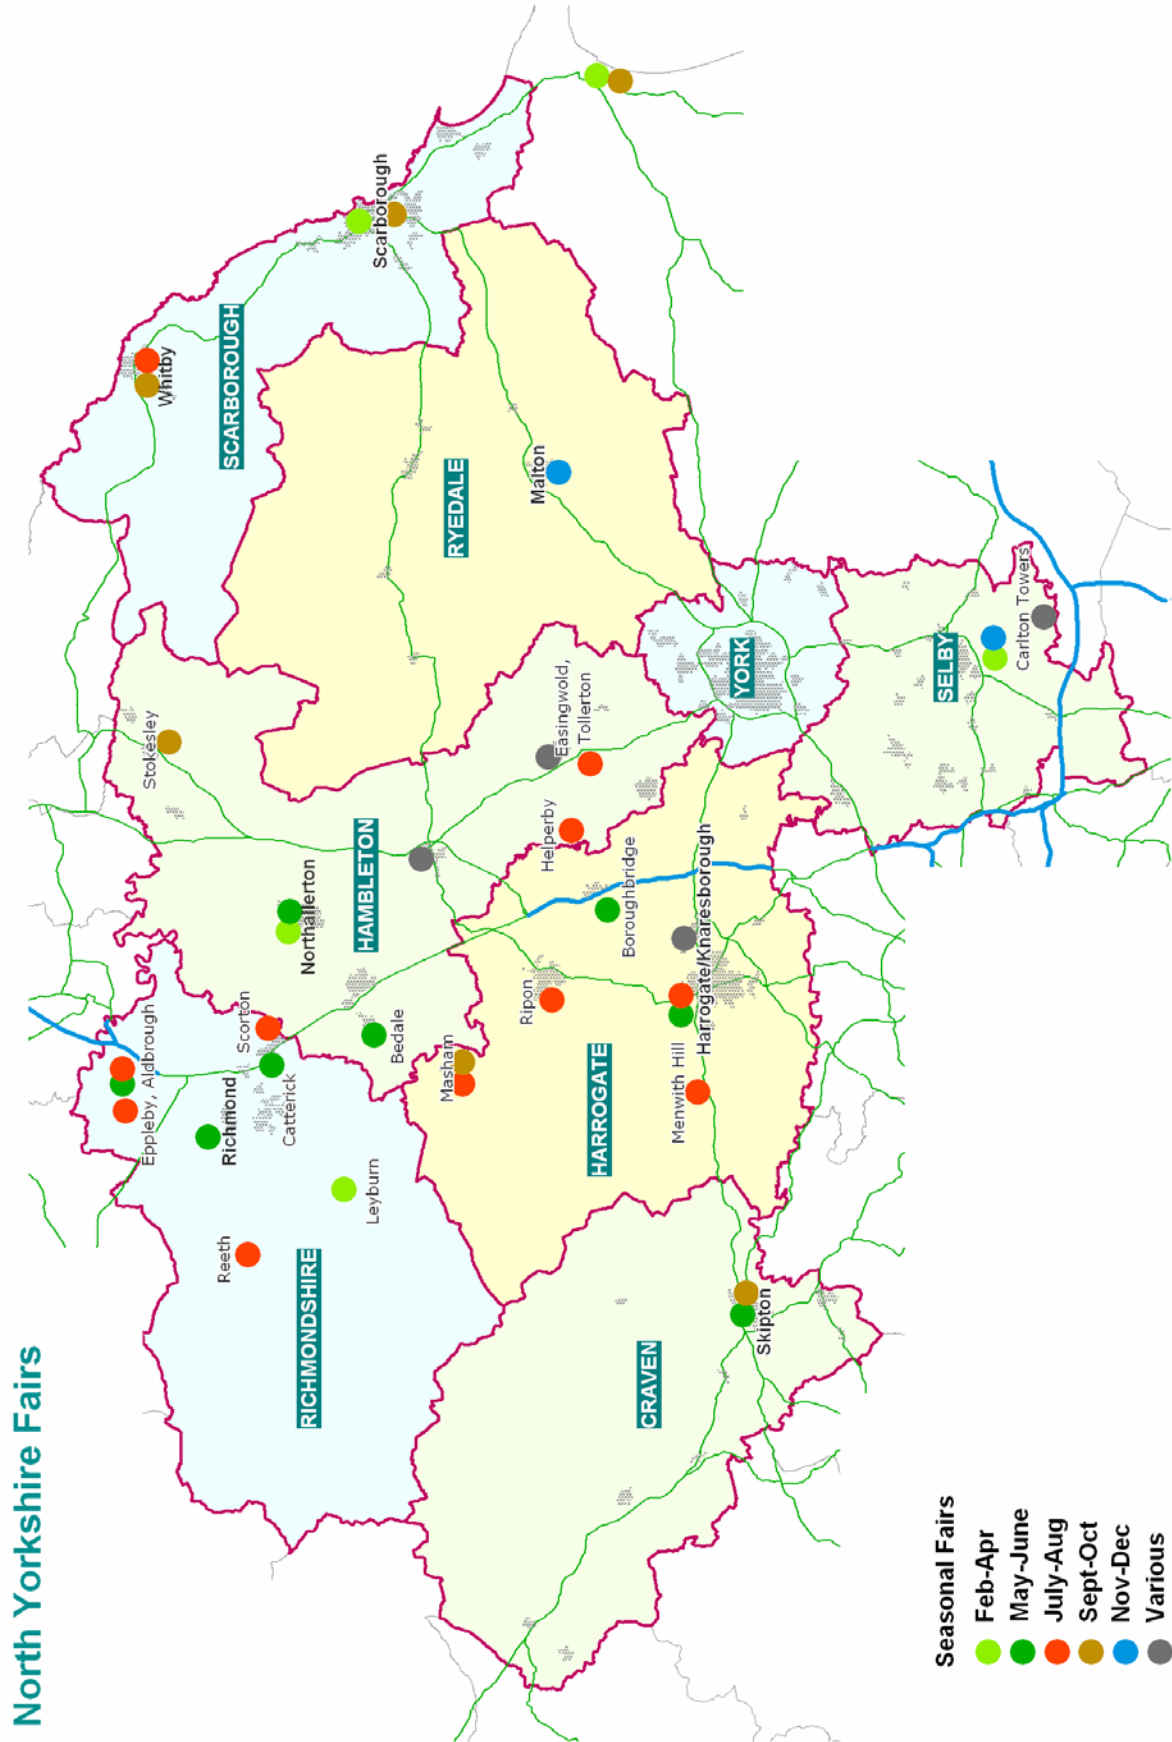 North Yorkshire Fairs
Whitby
SCARBOROUGH
Scarborough
Stokesley
RYEDALE
Malton
Northallerton
HAMBLETON
Easingwold,
Tollerton
Helperby
Eppleby, Aldbrough
Scorton
Richmond
Catterick
Bedale
Leyburn
Reeth
RICHMONDSHIRE
Masham
Ripon
Boroughbridge
Harrogate/Knaresborough
HARROGATE
Menwith Hill
YORK
SELBY
Carlton Towers
CRAVEN
Skipton
Seasonal Fairs
Feb-Apr
May-June
July-Aug
Sept-Oct
Nov-Dec
Various